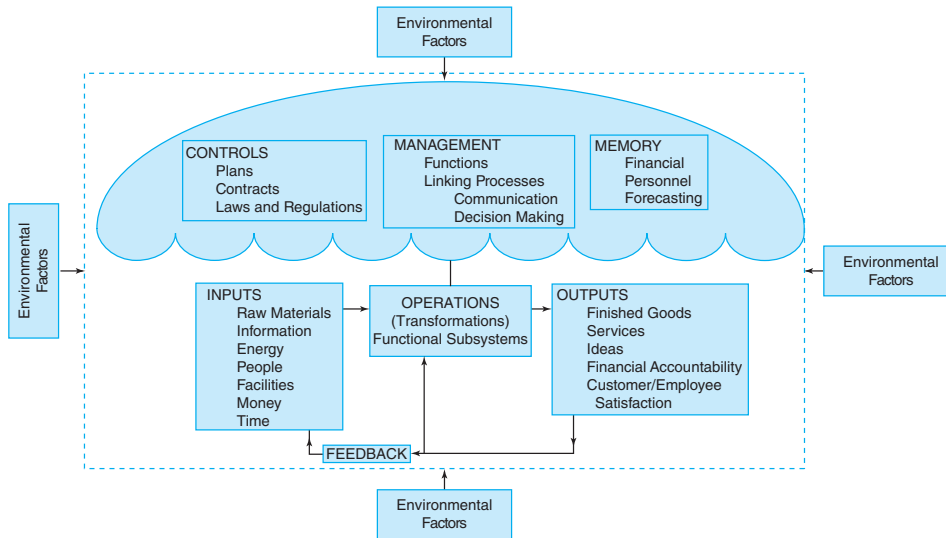 Environmental
Factors
CONTROLS
Plans
Contracts
Laws and Regulations
MANAGEMENT
Functions
Linking Processes
Communication
Decision Making
MEMORY
Financial
Personnel
Forecasting
Environmental
Factors
Environmental
Factors
INPUTS
Raw Materials
Information
Energy
People
Facilities
Money
Time
OPERATIONS
(Transformations)
Functional Subsystems
OUTPUTS
Finished Goods
Services
Ideas
Financial Accountability
Customer/Employee
Satisfaction
FEEDBACK
Environmental
Factors